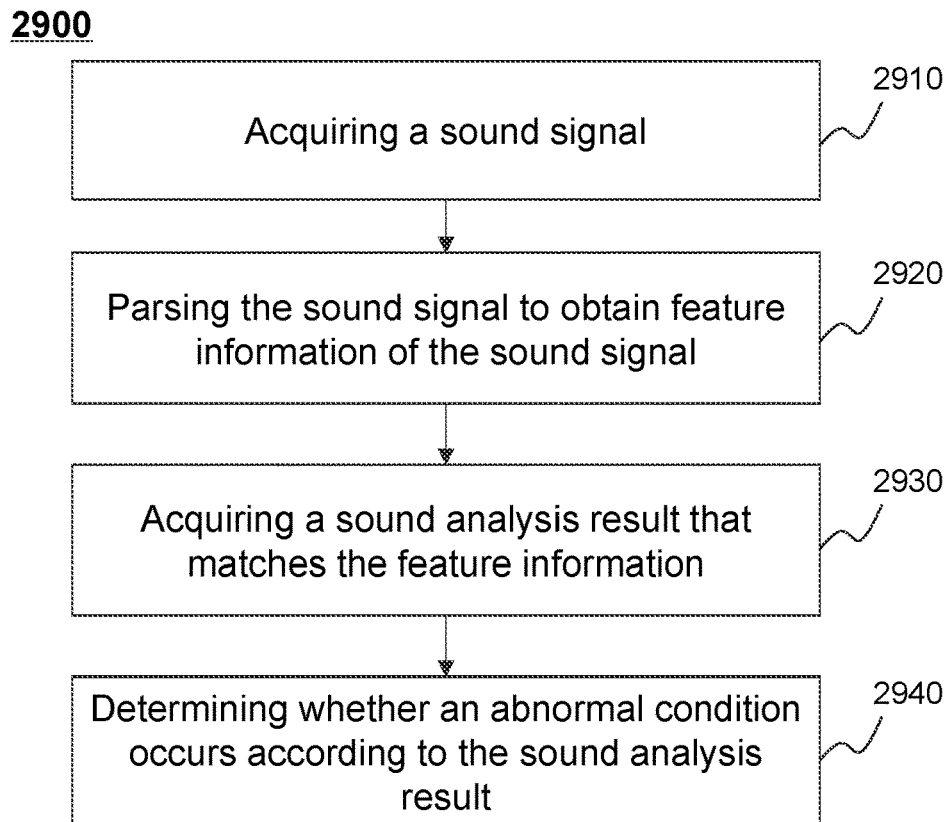 2900
2910
Acquiring a sound signal
2920
Parsing the sound signal to obtain feature
information of the sound signal
2930
Acquiring a sound analysis result that
matches the feature information
2940
Determining whether an abnormal condition
occurs according to the sound analysis
result